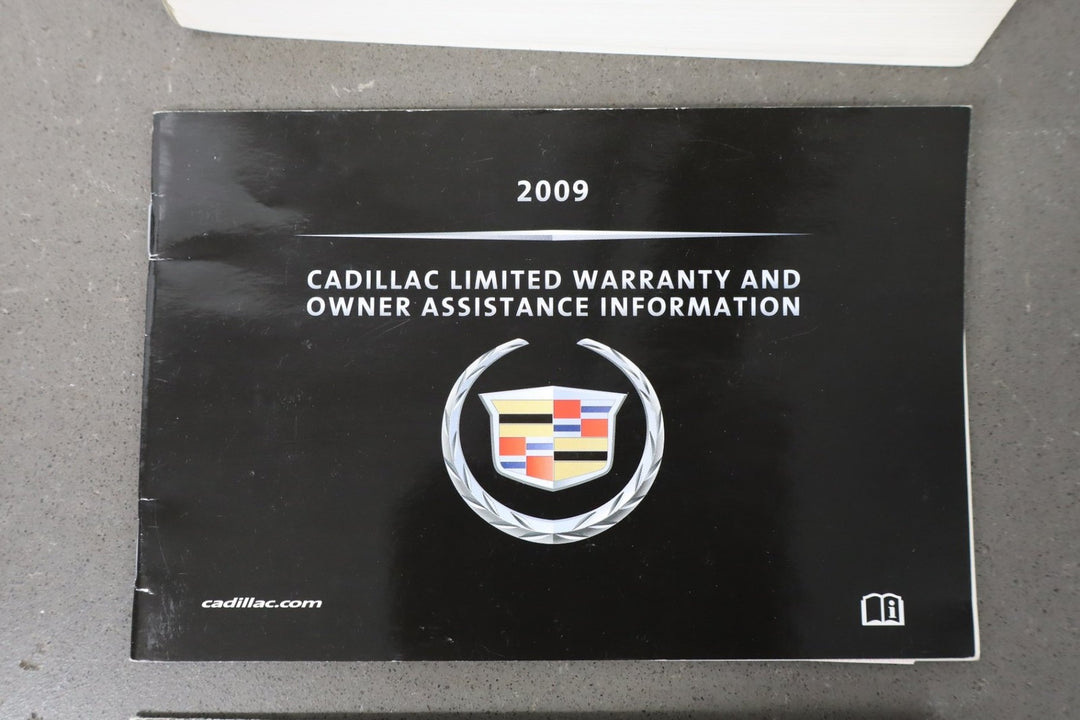 2009
CADILLAC LIMITED WARRANTY AND
OWNER ASSISTANCE INFORMATION
cadillac.com
i